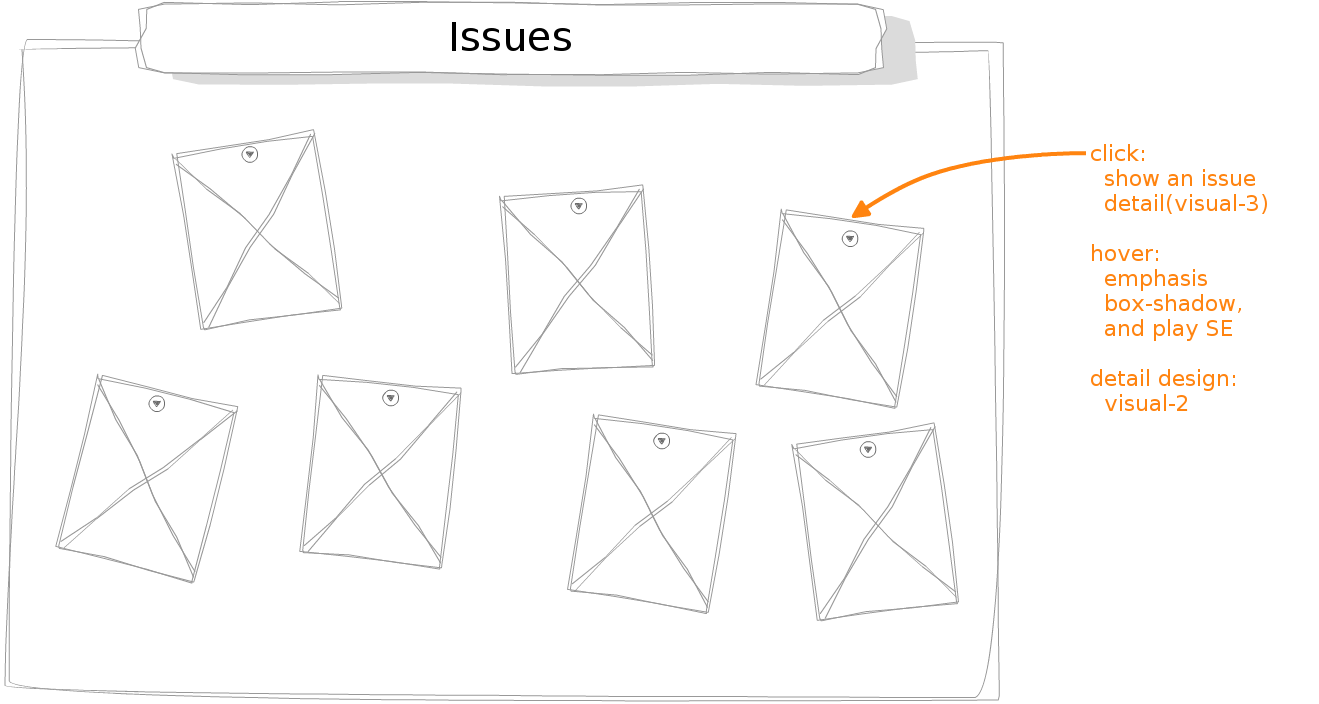 Issues
click:
show an issue
detail(visual-3)
hover:
emphasis
box-shadow,
and play SE
detail design:
visual-2